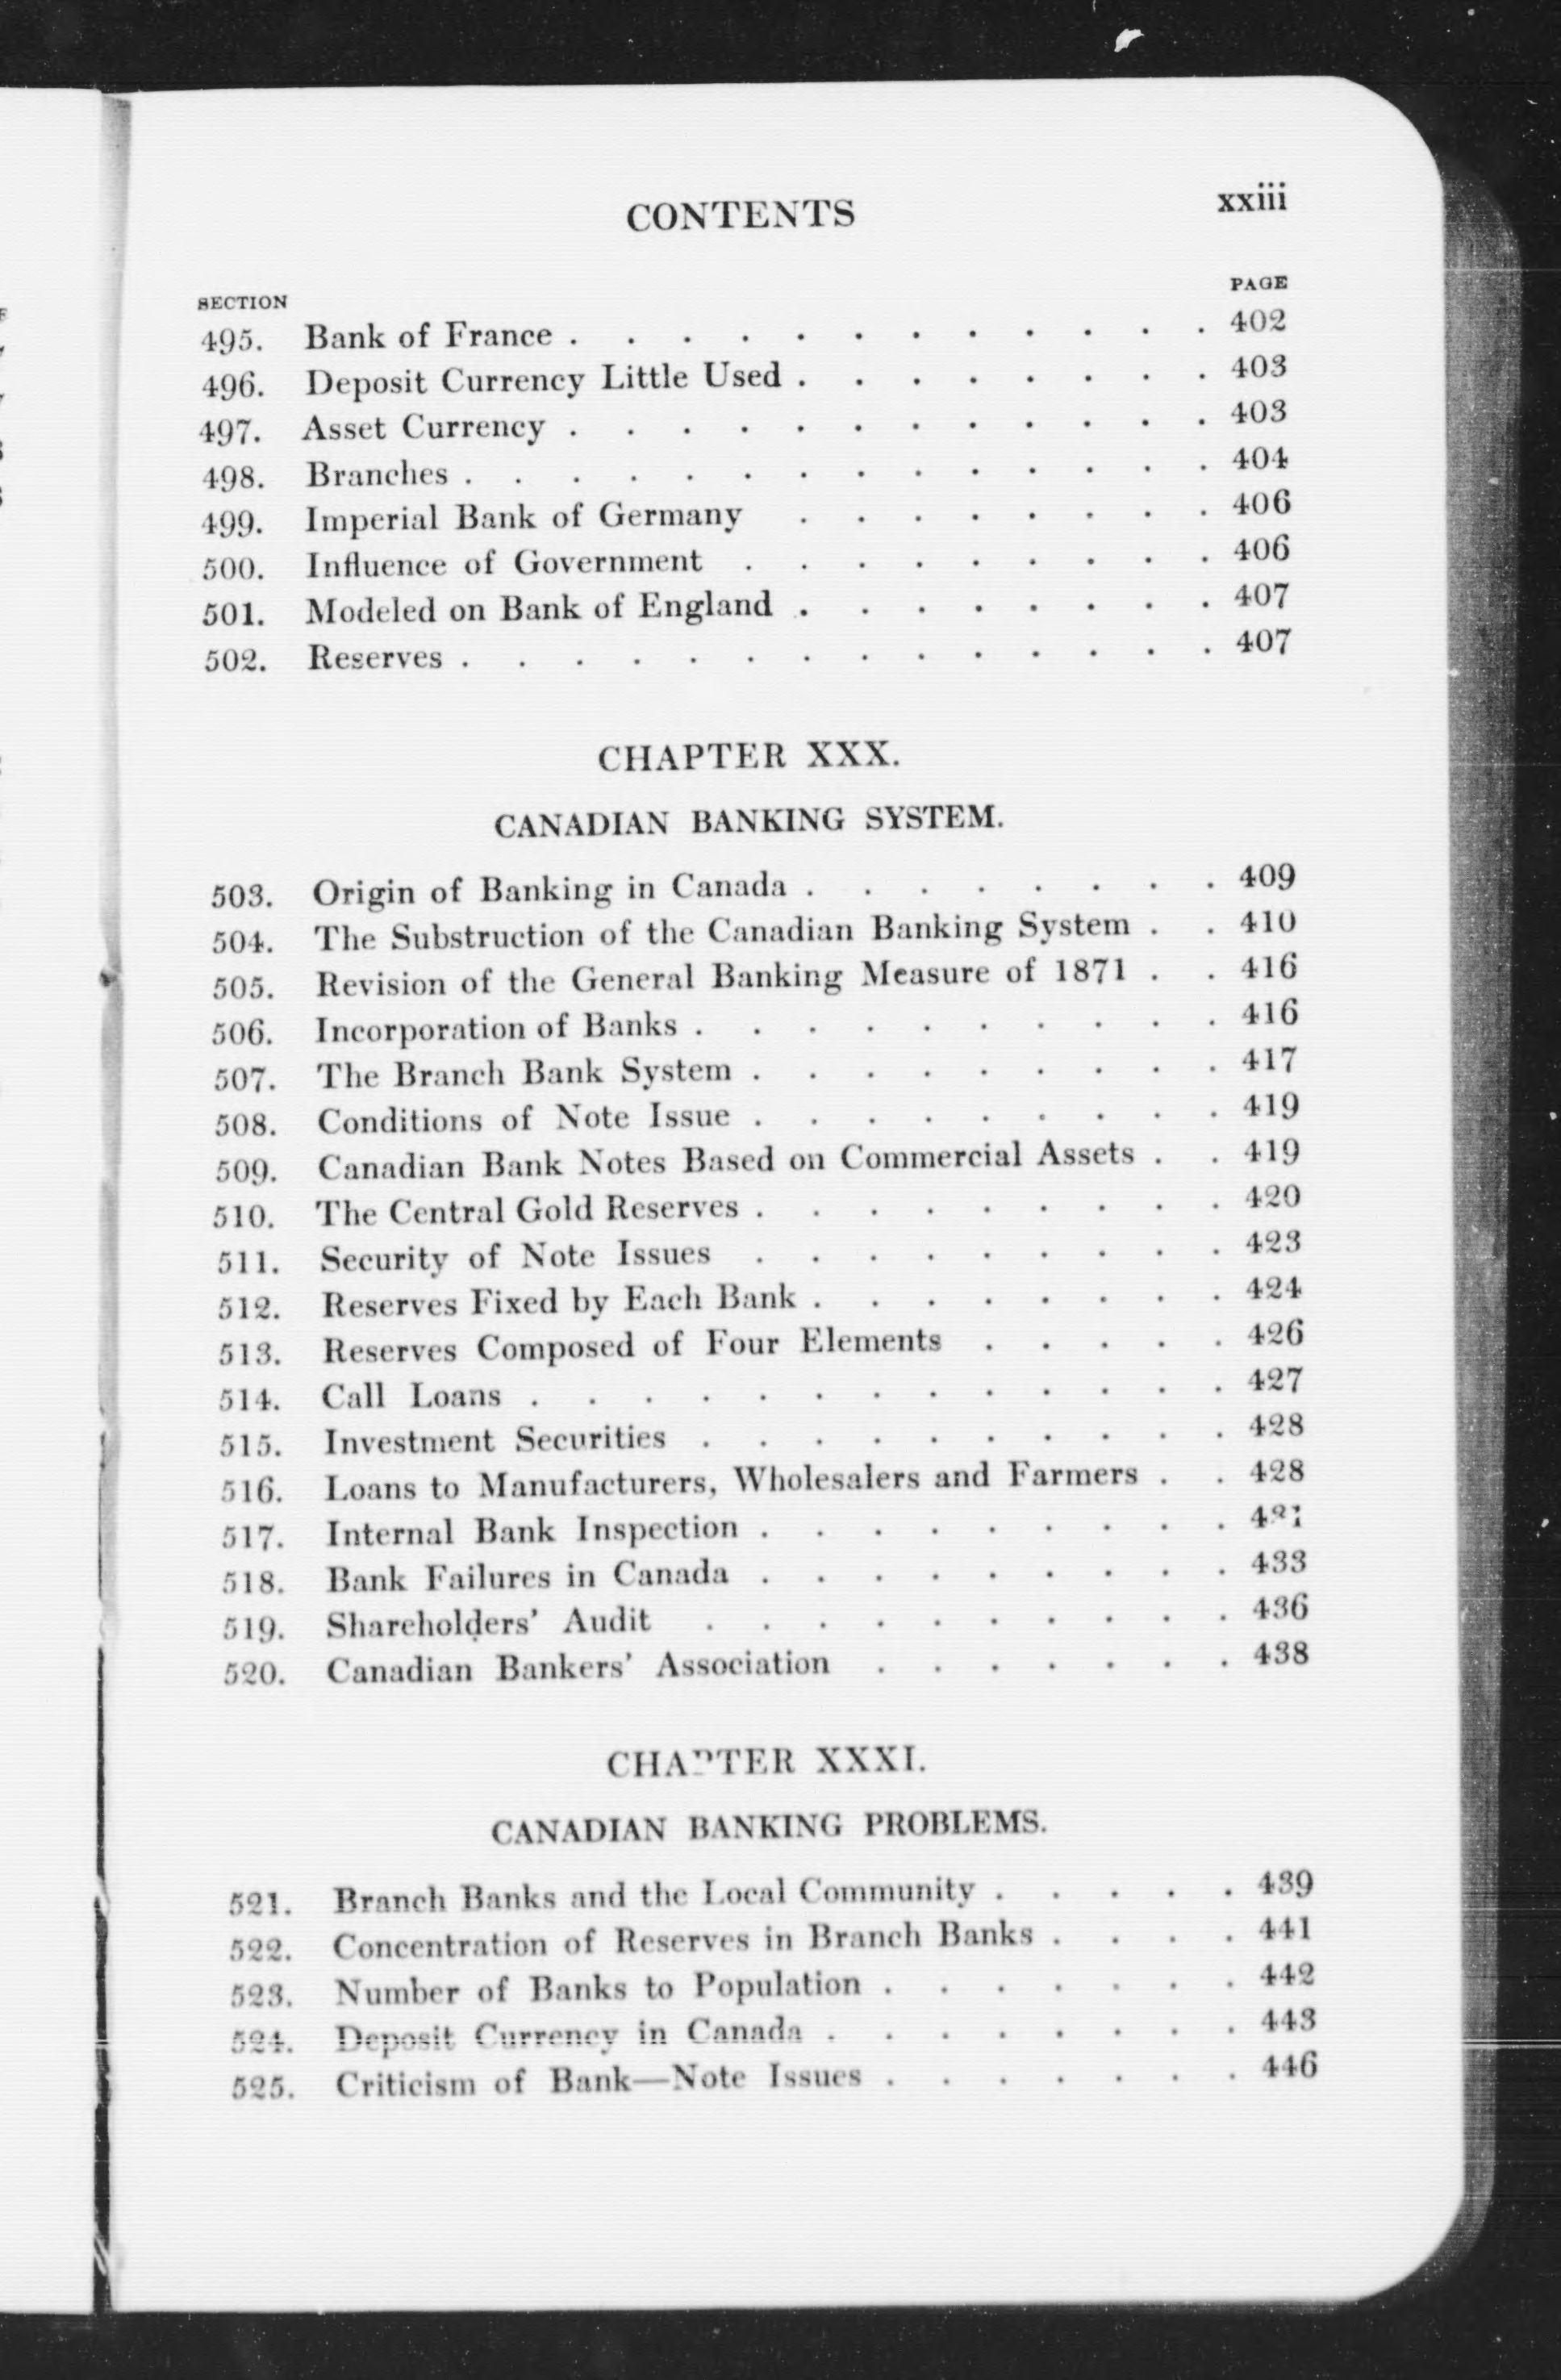 CONTENTS xxiii
SECTION PAGE
495. Bank of France . . . . . . . . . . . . 402
496. Deposit Currency Little Used . . . . . . . . 403
497. Asset Currency . . . . . . . . . . . . 403
498. Branches . . . . . . . . . . . . . . 404
499. Imperial Bank of Germany . . . . . . . . 406
500. Influence of Government . . . . . . . . . 406
501. Modeled on Bank of England . . . . . . . . 407
502. Reserves . . . . . . . . . . . . . . 407
CHAPTER XXX.
CANADIAN BANKING SYSTEM.
503. Origin of Banking in Canada . . . . . . . . 409
504. The Substruction of the Canadian Banking System . . 410
505. Revision of the General Banking Measure of 1871 . . 416
506. Incorporation of Banks . . . . . . . . . . 416
507. The Branch Bank System . . . . . . . . . 417
508. Conditions of Note Issue . . . . . . . . . 419
509. Canadian Bank Notes Based on Commercial Assets . . 419
510. The Central Gold Reserves . . . . . . . . . 420
511. Security of Note Issues . . . . . . . . . 423
512. Reserves Fixed by Each Bank . . . . . . . . 424
513. Reserves Composed of Four Elements . . . . . 426
514. Call Loans . . . . . . . . . . . . . 427
515. Investment Securities . . . . . . . . . . 428
516. Loans to Manufacturers, Wholesalers and Farmers . . 428
517. Internal Bank Inspection . . . . . . . . .
518. Bank Failures in Canada . . . . . . . . . 433
519. Shareholders' Audit . . . . . . . . . . 436
520. Canadian Bankers' Association . . . . . . . 438
CHAPTER XXXI.
CANADIAN BANKING PROBLEMS.
521. Branch Banks and the Local Community . . . . . 439
522. Concentration of Reserves in Branch Banks . . . . 441
523. Number of Banks to Population . . . . . . . 442
524. Deposit Currency in Canada . . . . . . . . 443
525. Criticism of Bank—Note Issues . . . . . . . 446